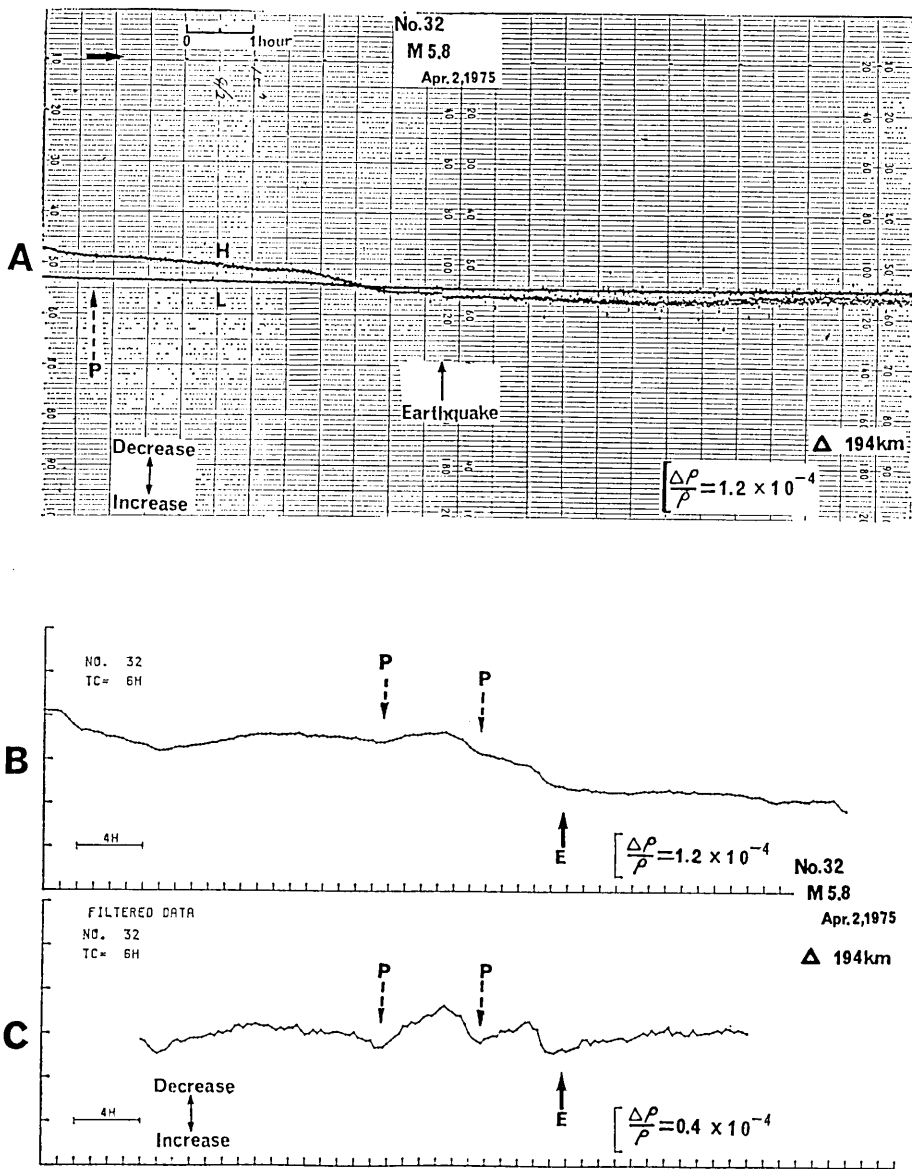 No.32
M 5.8
Apr. 2,1975
0 1hour
4/2
A
H
L
P
Earthquake
Decrease
Increase
Δ 194km
Δρ/ρ = 1.2 × 10⁻⁴
B
NO. 32
TC= 6H
P
P
4H
E
Δρ/ρ = 1.2 × 10⁻⁴
No.32
M 5.8
Apr. 2,1975
Δ 194km
C
FILTERED DATA
NO. 32
TC= 6H
P
P
Decrease
Increase
4H
E
Δρ/ρ = 0.4 × 10⁻⁴